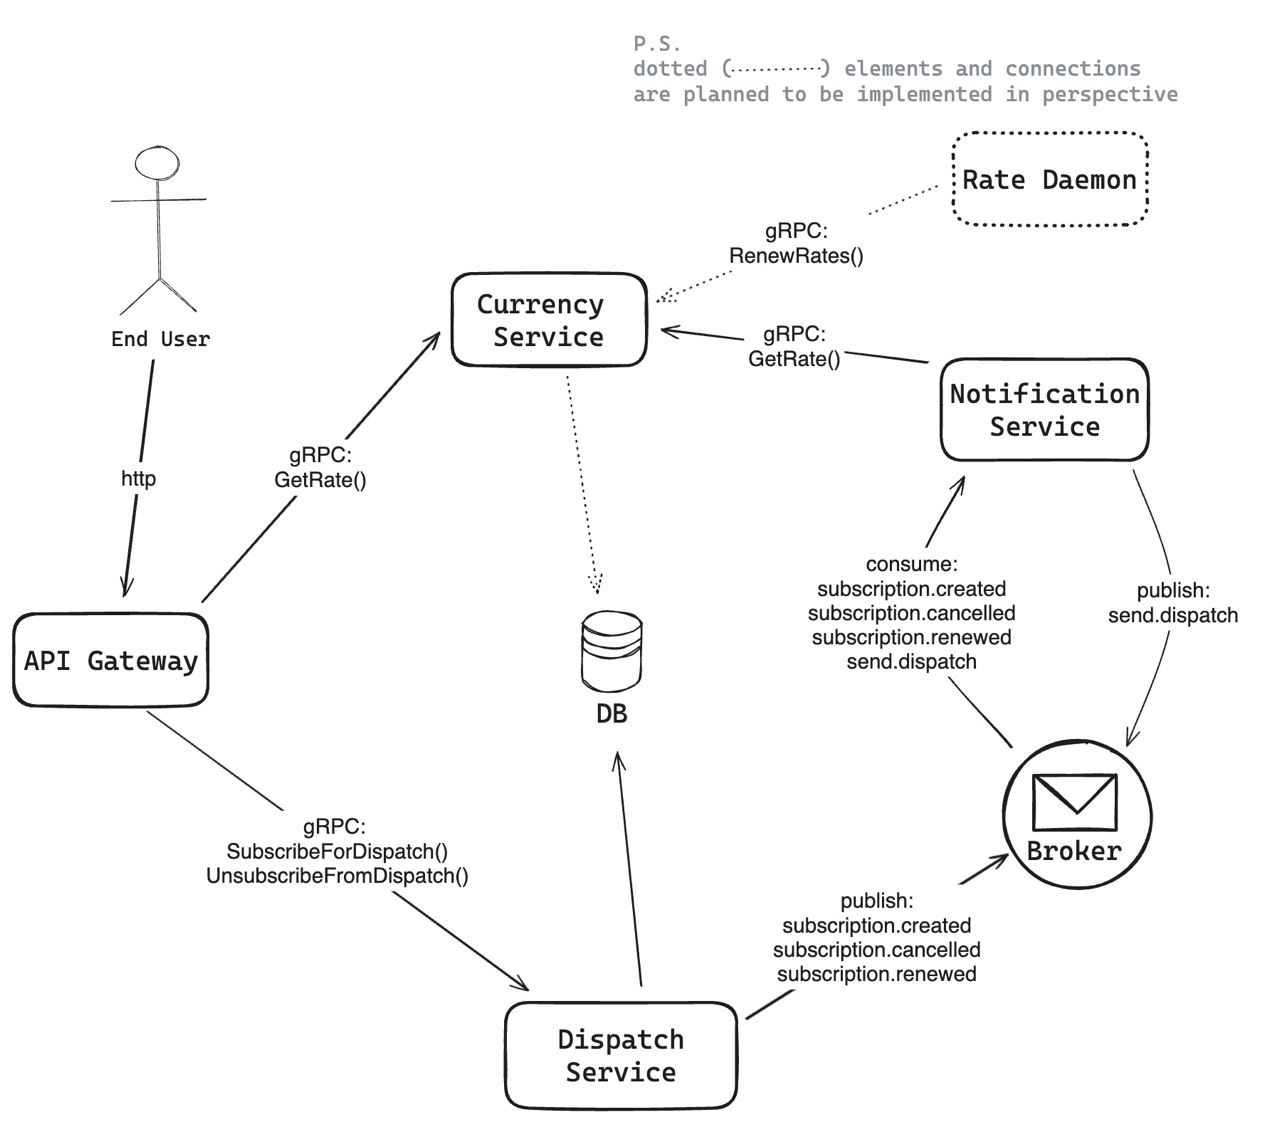 P.S.
dotted (............) elements and connections
are planned to be implemented in perspective
Rate Daemon
gRPC:
RenewRates()
End User
Currency
Service
gRPC:
GetRate()
Notification
Service
http
gRPC:
GetRate()
consume:
subscription.created
subscription.cancelled
subscription.renewed
send.dispatch
publish:
send.dispatch
API Gateway
DB
Broker
gRPC:
SubscribeForDispatch()
UnsubscribeFromDispatch()
publish:
subscription.created
subscription.cancelled
subscription.renewed
Dispatch
Service